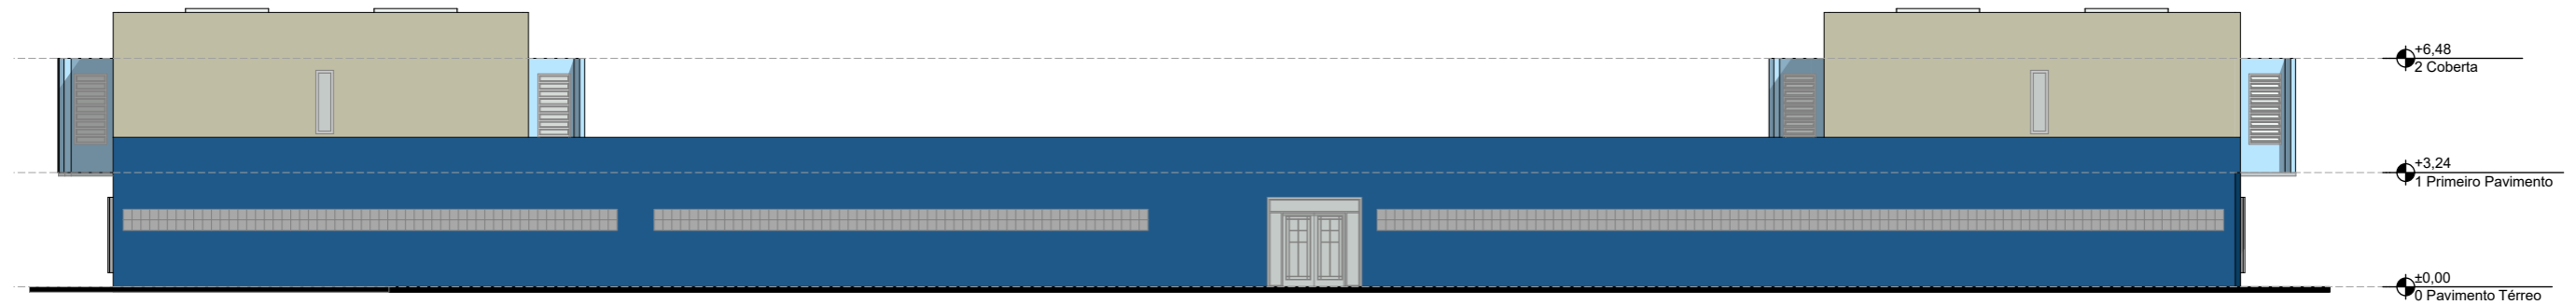 +6,48
2 Coberta
+3,24
1 Primeiro Pavimento
±0,00
0 Pavimento Térreo